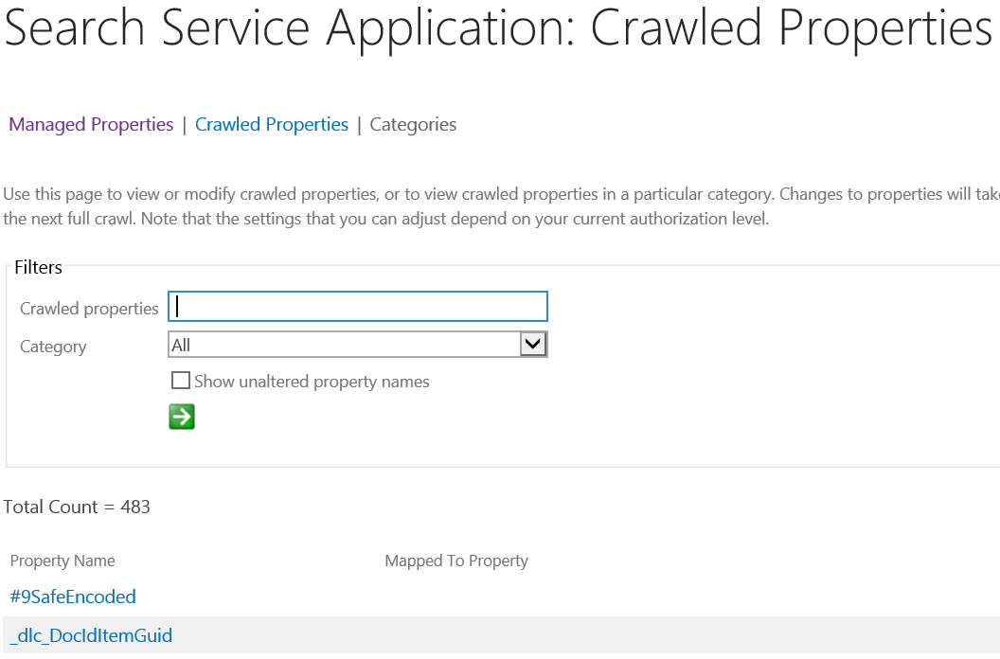 Search Service Application: Crawled Properties
Managed Properties | Crawled Properties | Categories
Use this page to view or modify crawled properties, or to view crawled properties in a particular category. Changes to properties will take
the next full crawl. Note that the settings that you can adjust depend on your current authorization level.
Filters
Crawled properties
Category All
Show unaltered property names
Total Count = 483
Property Name Mapped To Property
#9SafeEncoded
_dlc_DocIdItemGuid